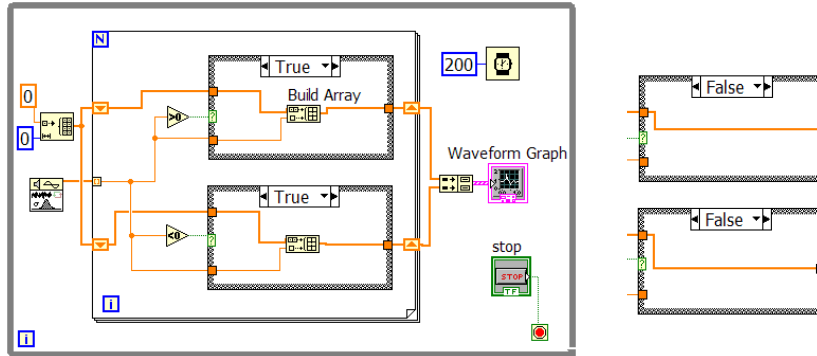 N
True
200
False
0
Build Array
>0
?
?
0
Waveform Graph
True
False
<0
?
?
stop
STOP
TF
i
i